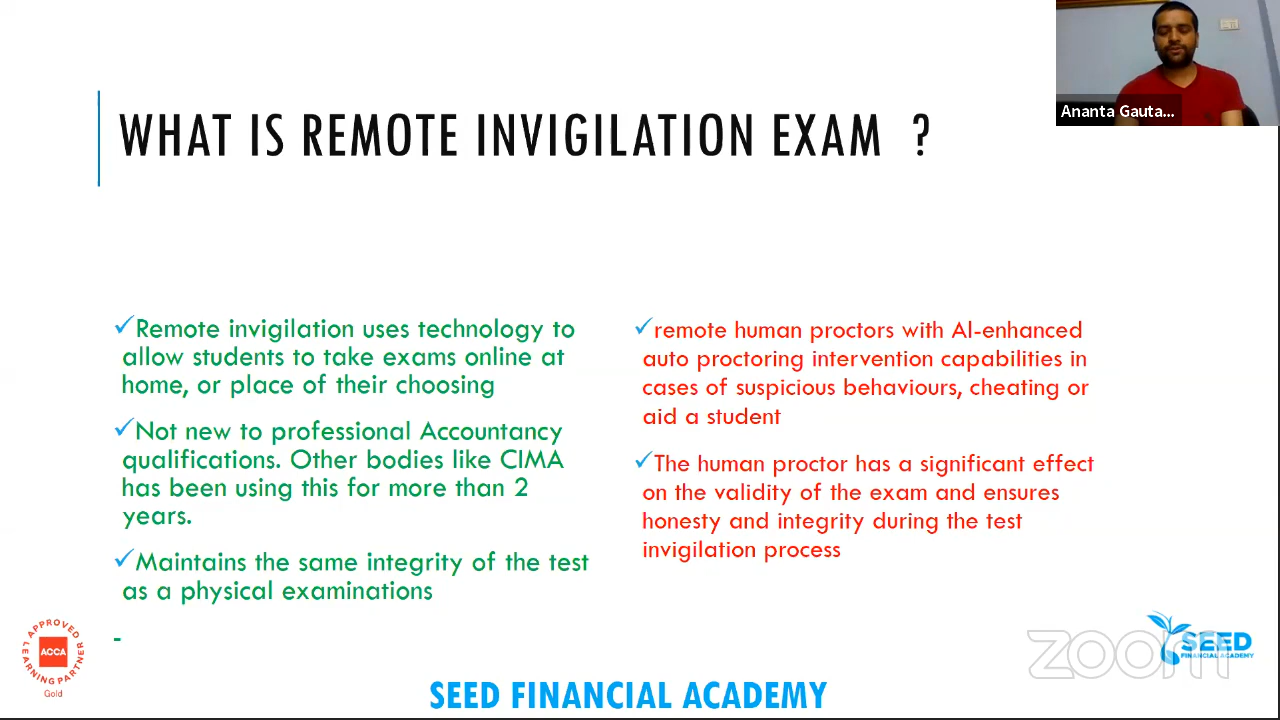 Ananta Gauta...
WHAT IS REMOTE INVIGILATION EXAM ?
✓Remote invigilation uses technology to
allow students to take exams online at
home, or place of their choosing
✓Not new to professional Accountancy
qualifications. Other bodies like CIMA
has been using this for more than 2
years.
✓Maintains the same integrity of the test
as a physical examinations
-
✓remote human proctors with AI-enhanced
auto proctoring intervention capabilities in
cases of suspicious behaviours, cheating or
aid a student
✓The human proctor has a significant effect
on the validity of the exam and ensures
honesty and integrity during the test
invigilation process
APPROVED
LEARNING PARTNER
ACCA
Gold
SEED
FINANCIAL ACADEMY
zoom
SEED FINANCIAL ACADEMY